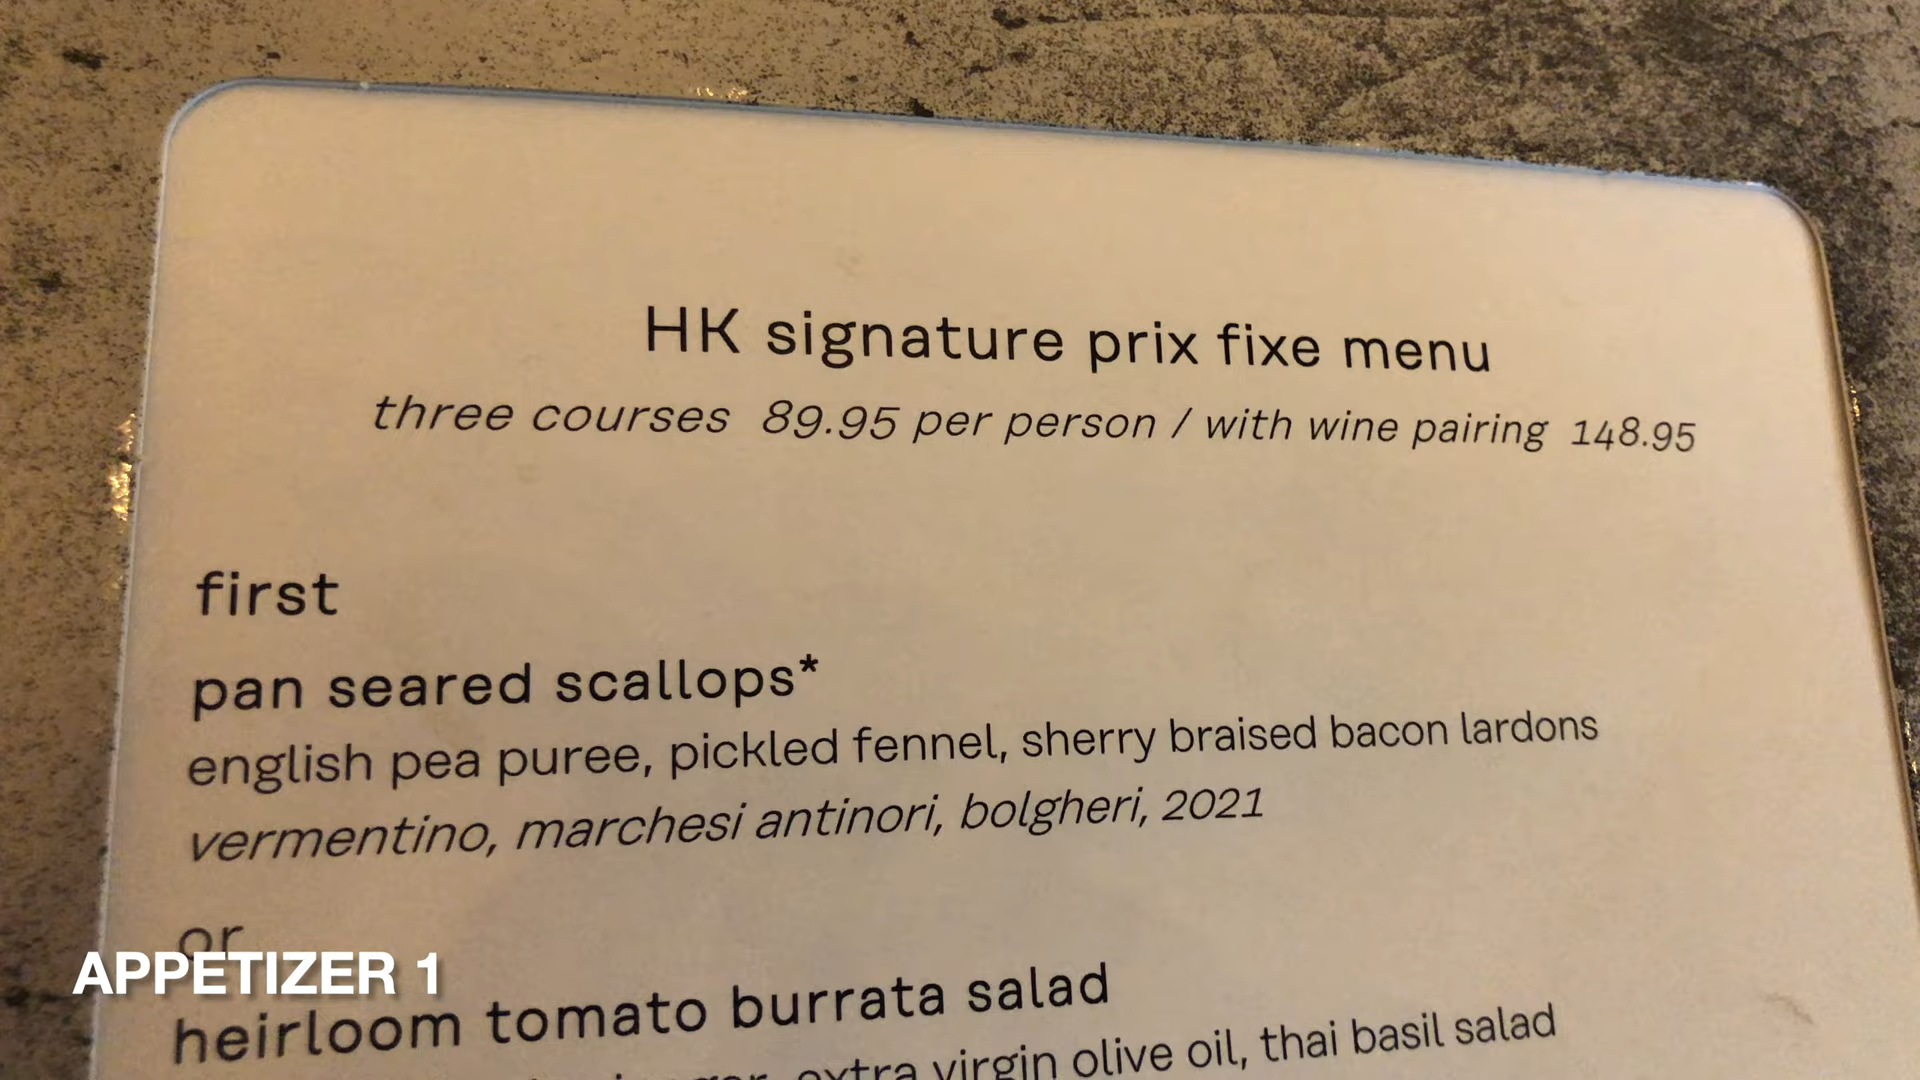 HK signature prix fixe menu
three courses 89.95 per person / with wine pairing 148.95
first
pan seared scallops*
english pea puree, pickled fennel, sherry braised bacon lardons
vermentino, marchesi antinori, bolgheri, 2021
or
APPETIZER 1
heirloom tomato burrata salad
extra virgin olive oil, thai basil salad